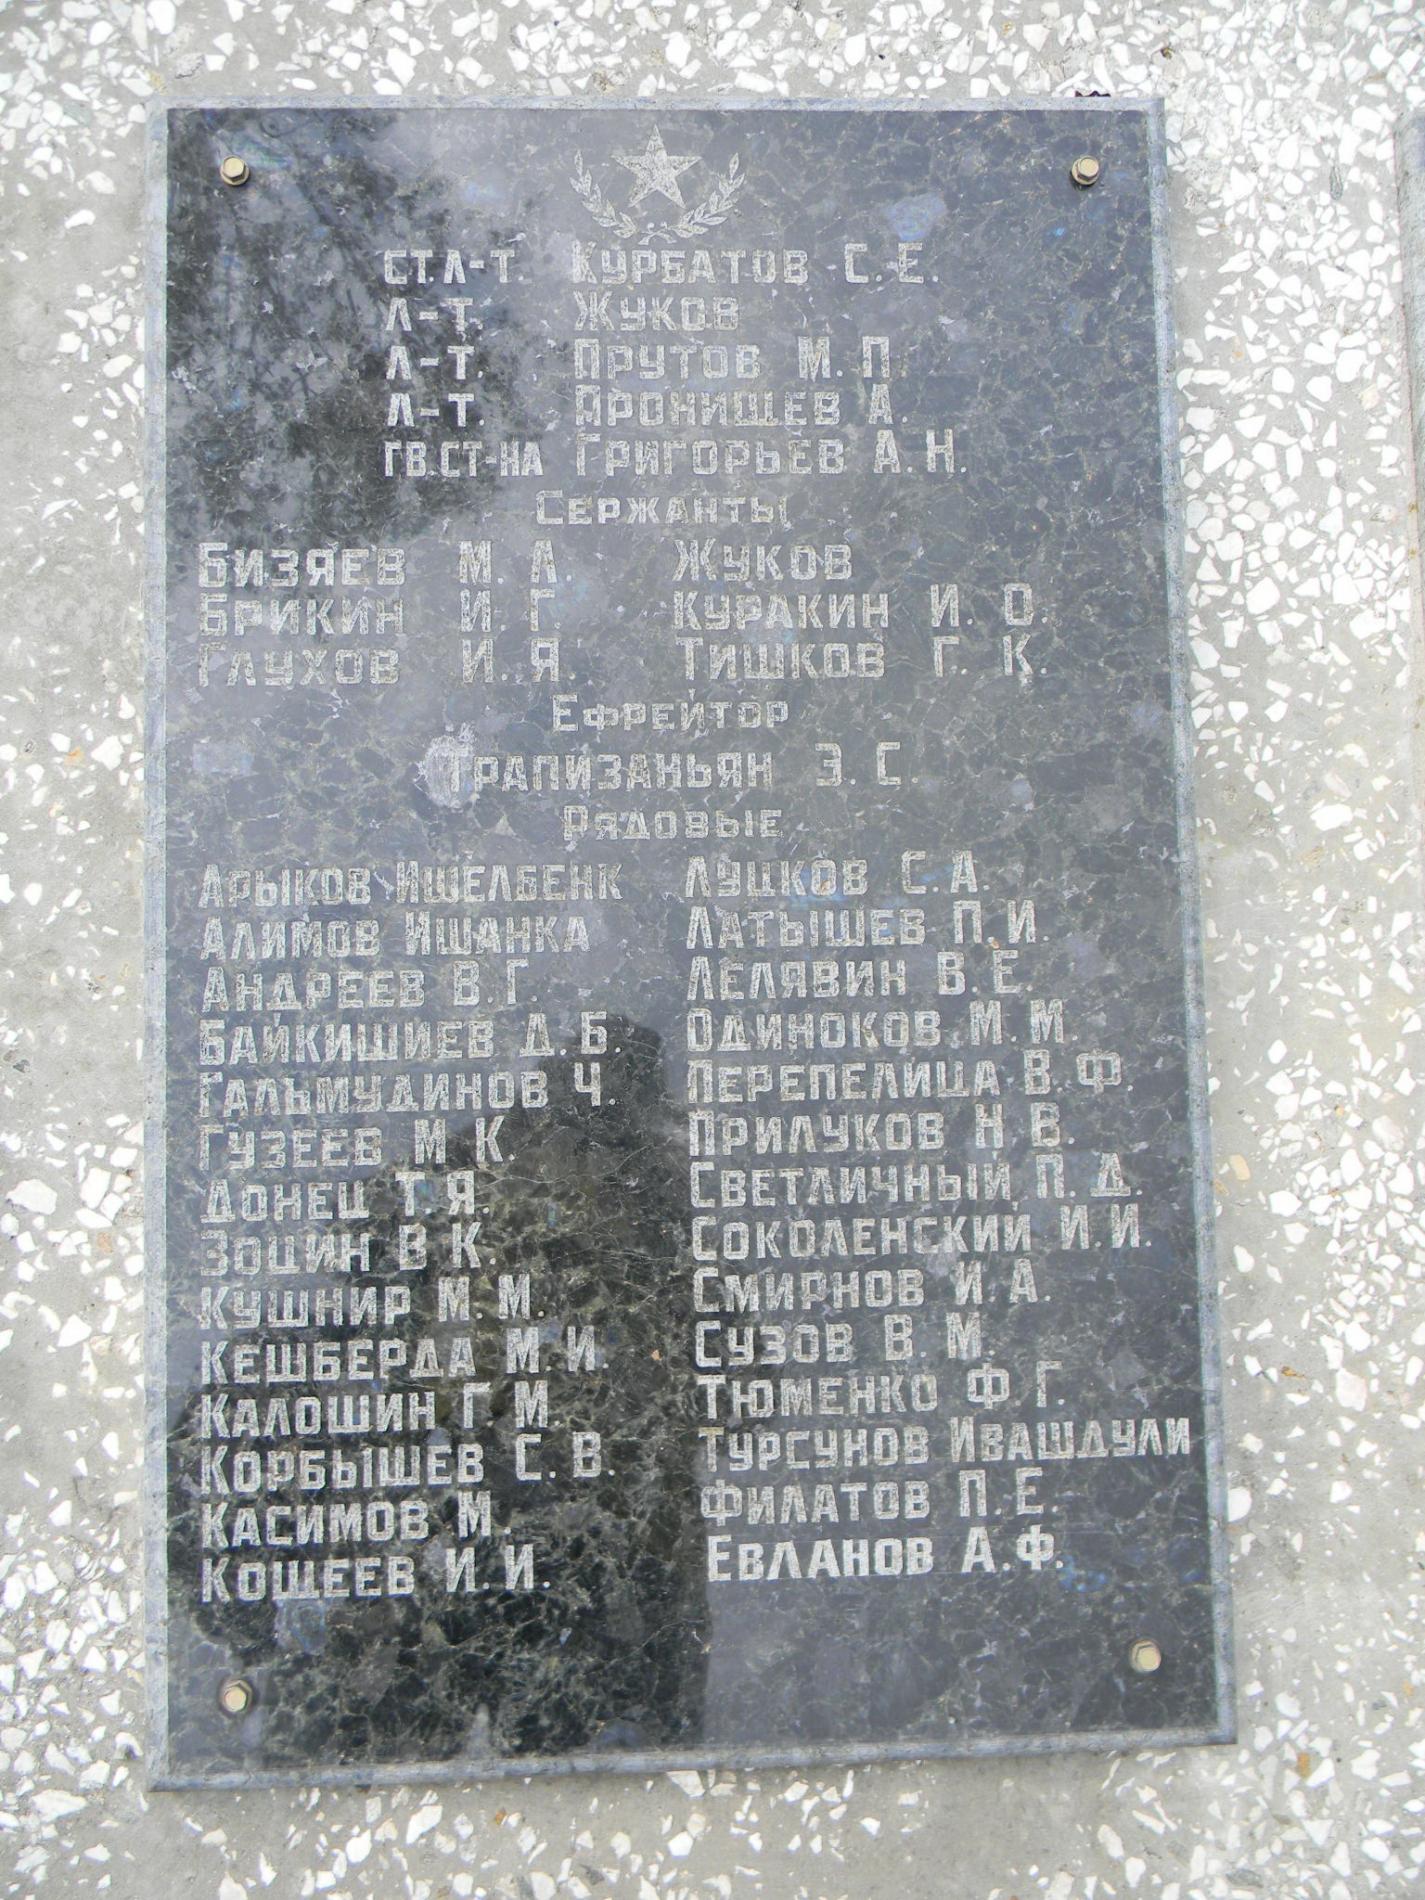 СТ.Л-Т. КУРБАТОВ С. Е.
Л-Т. ЖУКОВ
Л-Т. ПРУТОВ М. П.
Л-Т. ПРОНИЩЕВ А.
ГВ.СТ-НА ГРИГОРЬЕВ А. Н.
СЕРЖАНТЫ
БИЗЯЕВ М. А. ЖУКОВ
БРИКИН И. Г. КУРАКИН И. О.
ГЛУХОВ И. Я. ТИШКОВ Г. К.
ЕФРЕЙТОР
ТРАПИЗАНЬЯН Э. С.
РЯДОВЫЕ
АРЫКОВ ИШЕЛБЕНК
АЛИМОВ ИШАНКА
АНДРЕЕВ В. Г.
БАЙКИШИЕВ Д. Б.
ГАЛЬМУДИНОВ Ч.
ГУЗЕЕВ М. К.
ДОНЕЦ Т. Я.
ЗОЦИН В. К.
КУШНИР М. М.
КЕШБЕРДА М. И.
КАЛОШИН Г. М.
КОРБЫШЕВ С. В.
КАСИМОВ М.
КОЩЕЕВ И. И.
ЛУЦКОВ С. А.
ЛАТЫШЕВ П. И.
ЛЕЛЯВИН В. Е.
ОДИНОКОВ М. М.
ПЕРЕПЕЛИЦА В. Ф.
ПРИЛУКОВ Н. В.
СВЕТЛИЧНЫЙ П. Д.
СОКОЛЕНСКИЙ И. И.
СМИРНОВ И. А.
СУЗОВ В. М.
ТЮМЕНКО Ф. Г.
ТУРСУНОВ ИВАШДУЛИ
ФИЛАТОВ П. Е.
ЕВЛАНОВ А. Ф.